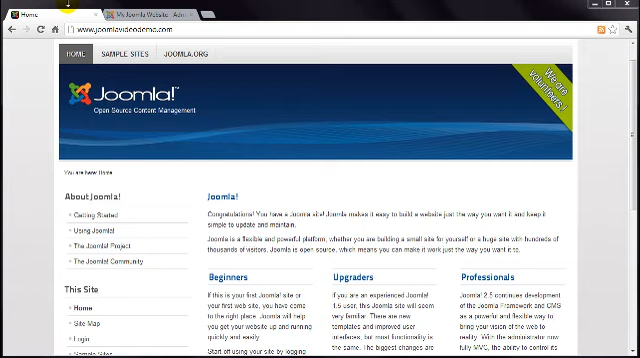 Home
My Joomla Website - Admi
www.joomlavideodemo.com
HOME
SAMPLE SITES
JOOMLA.ORG
Joomla!™
Open Source Content Management
We are
volunteers!
You are here: Home
About Joomla!
Getting Started
Using Joomla!
The Joomla! Project
The Joomla! Community
This Site
Home
Site Map
Login
Sample Sites
Joomla!
Congratulations! You have a Joomla site! Joomla makes it easy to build a website just the way you want it and keep it
simple to update and maintain.
Joomla is a flexible and powerful platform, whether you are building a small site for yourself or a huge site with hundreds of
thousands of visitors. Joomla is open source, which means you can make it work just the way you want it to.
Beginners
If this is your first Joomla! site or
your first web site, you have come
to the right place. Joomla will help
you get your website up and running
quickly and easily.
Start off using your site by logging
Upgraders
If you are an experienced Joomla!
1.5 user, this Joomla site will seem
very familiar. There are new
templates and improved user
interfaces, but most functionality is
the same. The biggest changes are
Professionals
Joomla! 2.5 continues development
of the Joomla Framework and CMS
as a powerful and flexible way to
bring your vision of the web to
reality. With the administrator now
fully MVC, the ability to control its